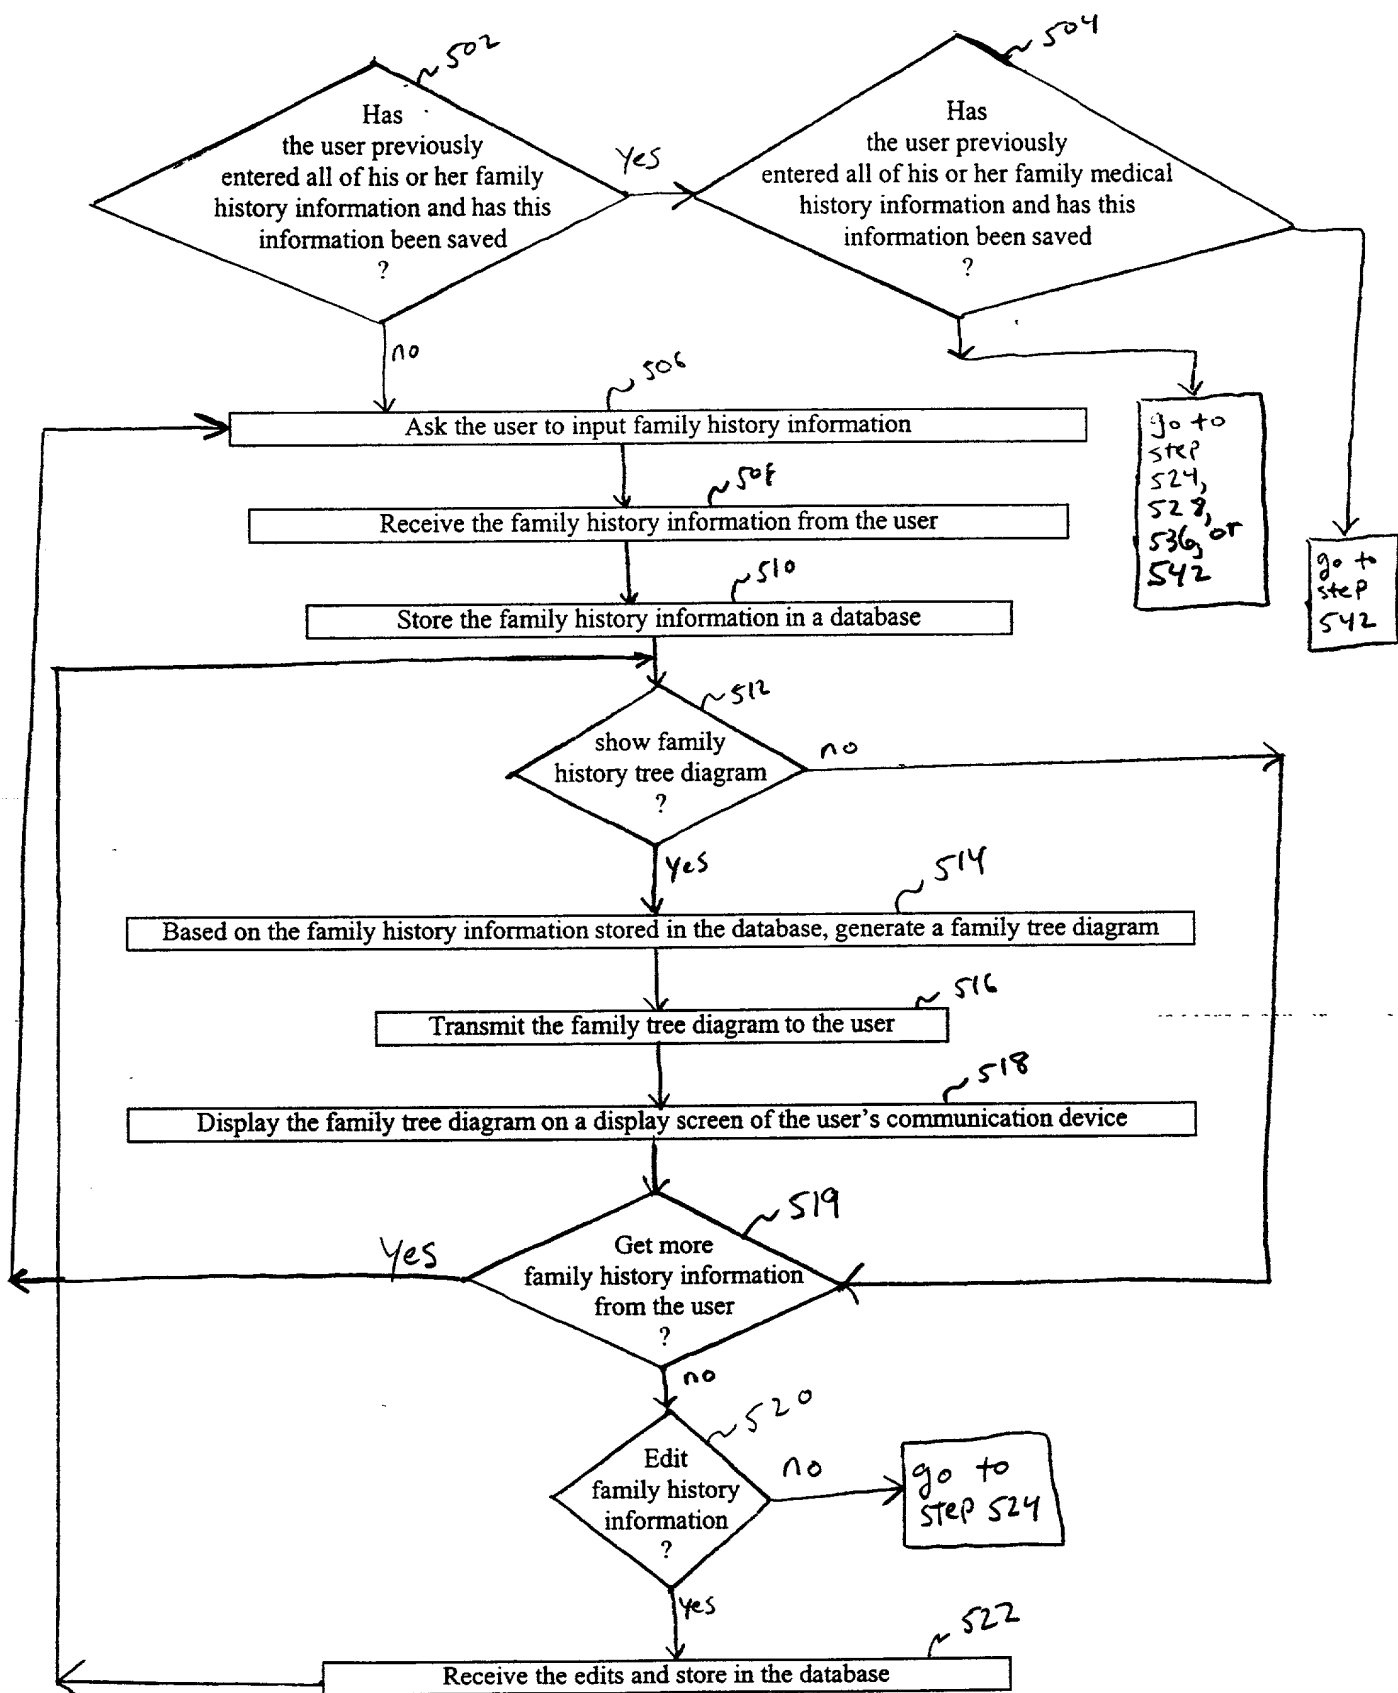 502
Has
the user previously
entered all of his or her family
history information and has this
information been saved
?
yes
504
Has
the user previously
entered all of his or her family medical
history information and has this
information been saved
?
no
506
Ask the user to input family history information
go to
step
524,
528,
536, or
542
go to
step
542
508
Receive the family history information from the user
510
Store the family history information in a database
512
show family
history tree diagram
?
no
yes
514
Based on the family history information stored in the database, generate a family tree diagram
516
Transmit the family tree diagram to the user
518
Display the family tree diagram on a display screen of the user's communication device
519
Get more
family history information
from the user
?
Yes
no
520
Edit
family history
information
?
no
go to
step 524
yes
522
Receive the edits and store in the database